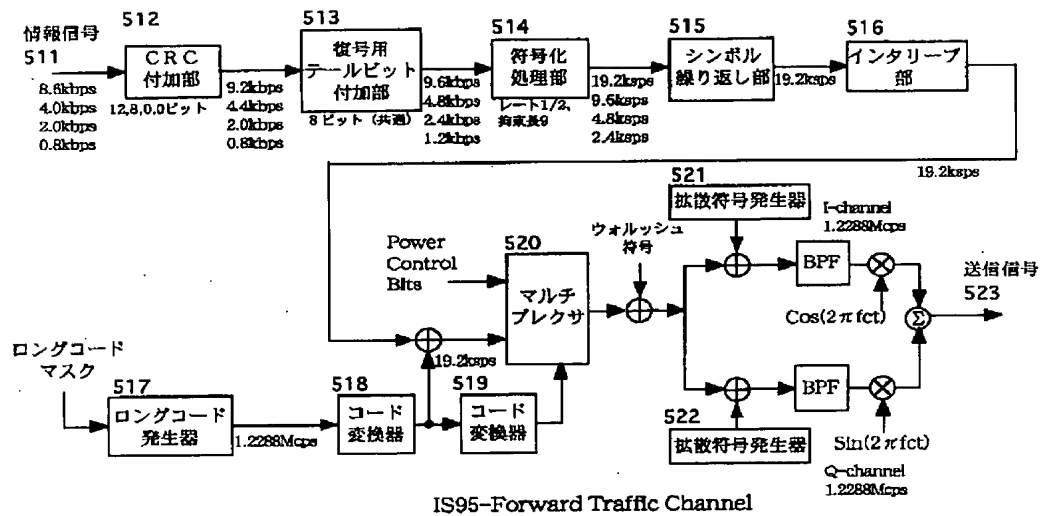 情報信号
511
8.6kbps
4.0kbps
2.0kbps
0.8kbps
512
CRC
付加部
12,8,0,0ビット
9.2kbps
4.4kbps
2.0kbps
0.8kbps
513
復号用
テールビット
付加部
8ビット (共通)
9.6kbps
4.8kbps
2.4kbps
1.2kbps
514
符号化
処理部
レート1/2、
拘束長9
19.2ksps
9.6ksps
4.8ksps
2.4ksps
515
シンボル
繰り返し部
19.2ksps
516
インタリーブ
部
19.2ksps
Power
Control
Bits
520
マルチ
プレクサ
ウォルッシュ
符号
521
拡散符号発生器
I-channel
1.2288Mcps
BPF
Cos(2πfct)
Σ
送信信号
523
19.2ksps
ロングコード
マスク
517
ロングコード
発生器
1.2288Mcps
518
コード
変換器
519
コード
変換器
522
拡散符号発生器
BPF
Sin(2πfct)
Q-channel
1.2288Mcps
IS95-Forward Traffic Channel